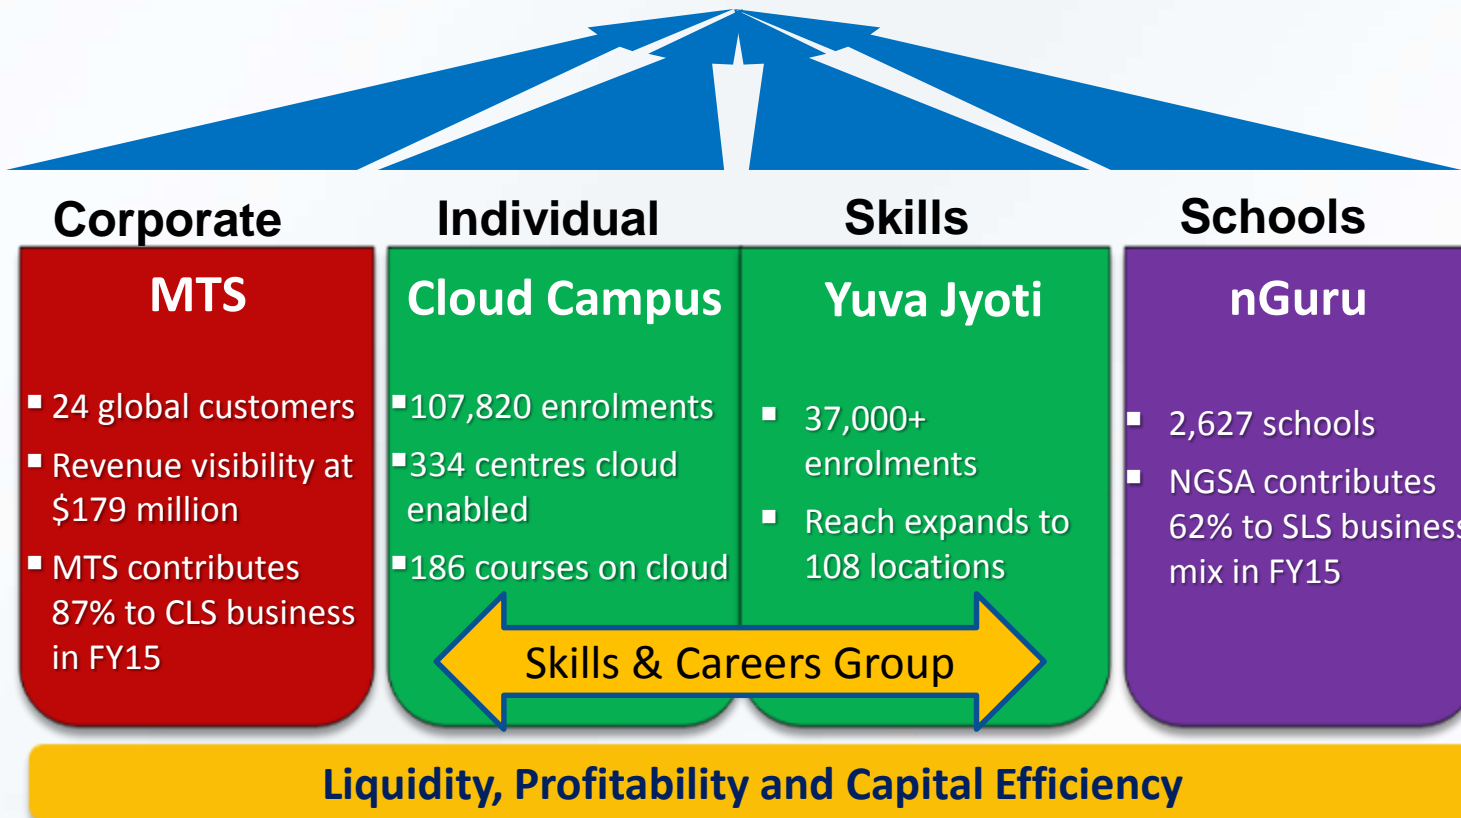 Corporate
Individual
Skills
Schools
MTS
▪ 24 global customers
▪ Revenue visibility at
$179 million
▪ MTS contributes
87% to CLS business
in FY15
Cloud Campus
▪107,820 enrolments
▪334 centres cloud
enabled
▪186 courses on cloud
Yuva Jyoti
▪ 37,000+
enrolments
▪ Reach expands to
108 locations
nGuru
▪ 2,627 schools
▪ NGSA contributes
62% to SLS business
mix in FY15
Skills & Careers Group
Liquidity, Profitability and Capital Efficiency